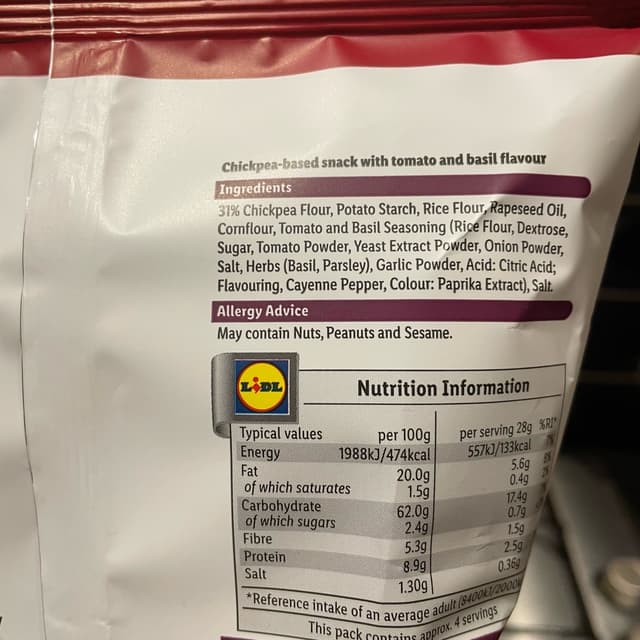 Chickpea-based snack with tomato and basil flavour
Ingredients
31% Chickpea Flour, Potato Starch, Rice Flour, Rapeseed Oil,
Cornflour, Tomato and Basil Seasoning (Rice Flour, Dextrose,
Sugar, Tomato Powder, Yeast Extract Powder, Onion Powder,
Salt, Herbs (Basil, Parsley), Garlic Powder, Acid: Citric Acid;
Flavouring, Cayenne Pepper, Colour: Paprika Extract), Salt.
Allergy Advice
May contain Nuts, Peanuts and Sesame.
LIDL
Nutrition Information
Typical values per 100g per serving 28g %RI*
Energy 1988kJ/474kcal 557kJ/133kcal 7%
Fat 20.0g 5.6g 8%
of which saturates 1.5g 0.4g
Carbohydrate 62.0g 17.4g
of which sugars 2.4g 0.7g
Fibre 5.3g 1.5g
Protein 8.9g 2.5g
Salt 1.30g 0.36g
*Reference intake of an average adult (8400kJ/2000k
This pack contains approx. 4 servings